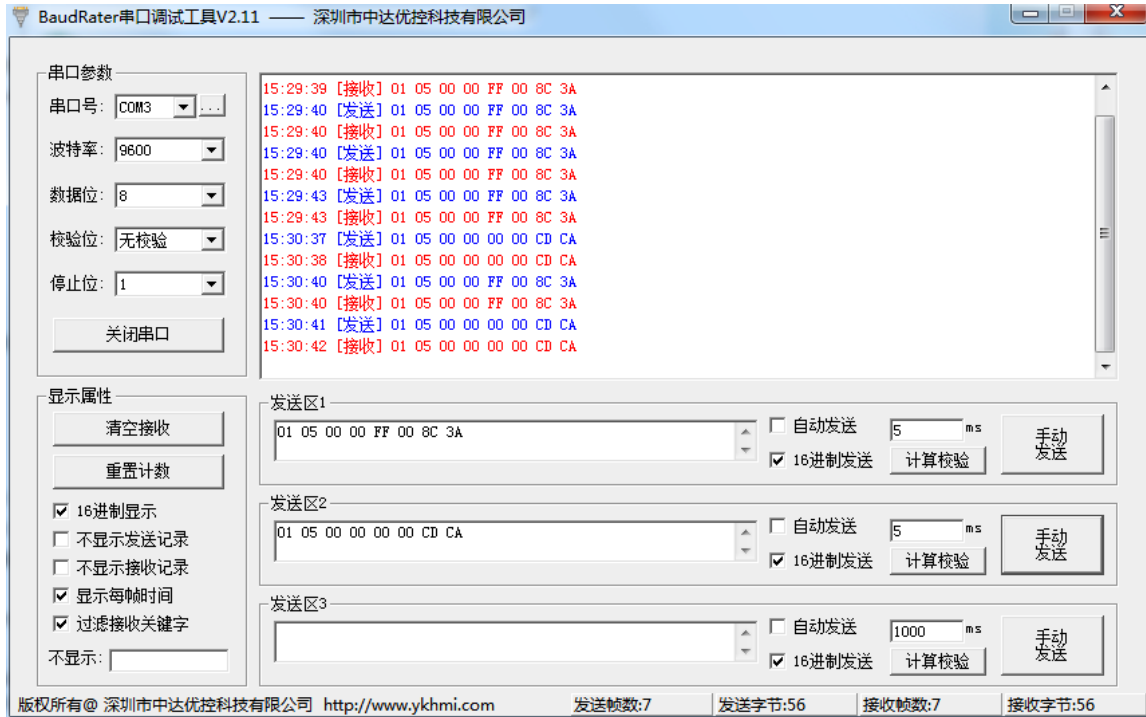 BaudRater串口调试工具V2.11 —— 深圳市中达优控科技有限公司
串口参数
串口号: COM3 ...
波特率: 9600
数据位: 8
校验位: 无校验
停止位: 1
关闭串口
15:29:39 [接收] 01 05 00 00 FF 00 8C 3A
15:29:40 [发送] 01 05 00 00 FF 00 8C 3A
15:29:40 [接收] 01 05 00 00 FF 00 8C 3A
15:29:40 [发送] 01 05 00 00 FF 00 8C 3A
15:29:40 [接收] 01 05 00 00 FF 00 8C 3A
15:29:43 [发送] 01 05 00 00 FF 00 8C 3A
15:29:43 [接收] 01 05 00 00 FF 00 8C 3A
15:30:37 [发送] 01 05 00 00 00 00 CD CA
15:30:38 [接收] 01 05 00 00 00 00 CD CA
15:30:40 [发送] 01 05 00 00 FF 00 8C 3A
15:30:40 [接收] 01 05 00 00 FF 00 8C 3A
15:30:41 [发送] 01 05 00 00 00 00 CD CA
15:30:42 [接收] 01 05 00 00 00 00 CD CA
显示属性
清空接收
重置计数
16进制显示
不显示发送记录
不显示接收记录
显示每帧时间
过滤接收关键字
不显示:
发送区1
01 05 00 00 FF 00 8C 3A
自动发送 5 ms
16进制发送 计算校验
手动
发送
发送区2
01 05 00 00 00 00 CD CA
自动发送 5 ms
16进制发送 计算校验
手动
发送
发送区3
自动发送 1000 ms
16进制发送 计算校验
手动
发送
版权所有@ 深圳市中达优控科技有限公司 http://www.ykhmi.com 发送帧数:7 发送字节:56 接收帧数:7 接收字节:56